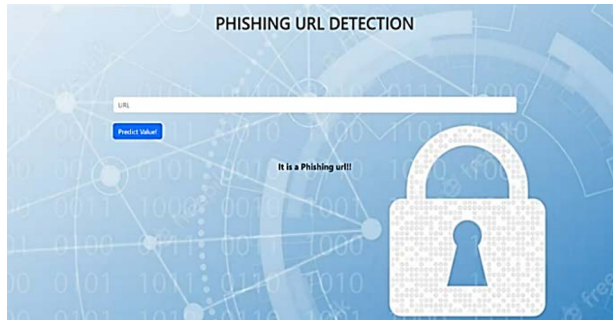 PHISHING URL DETECTION
URL
Predict Value!
It is a Phishing url!!